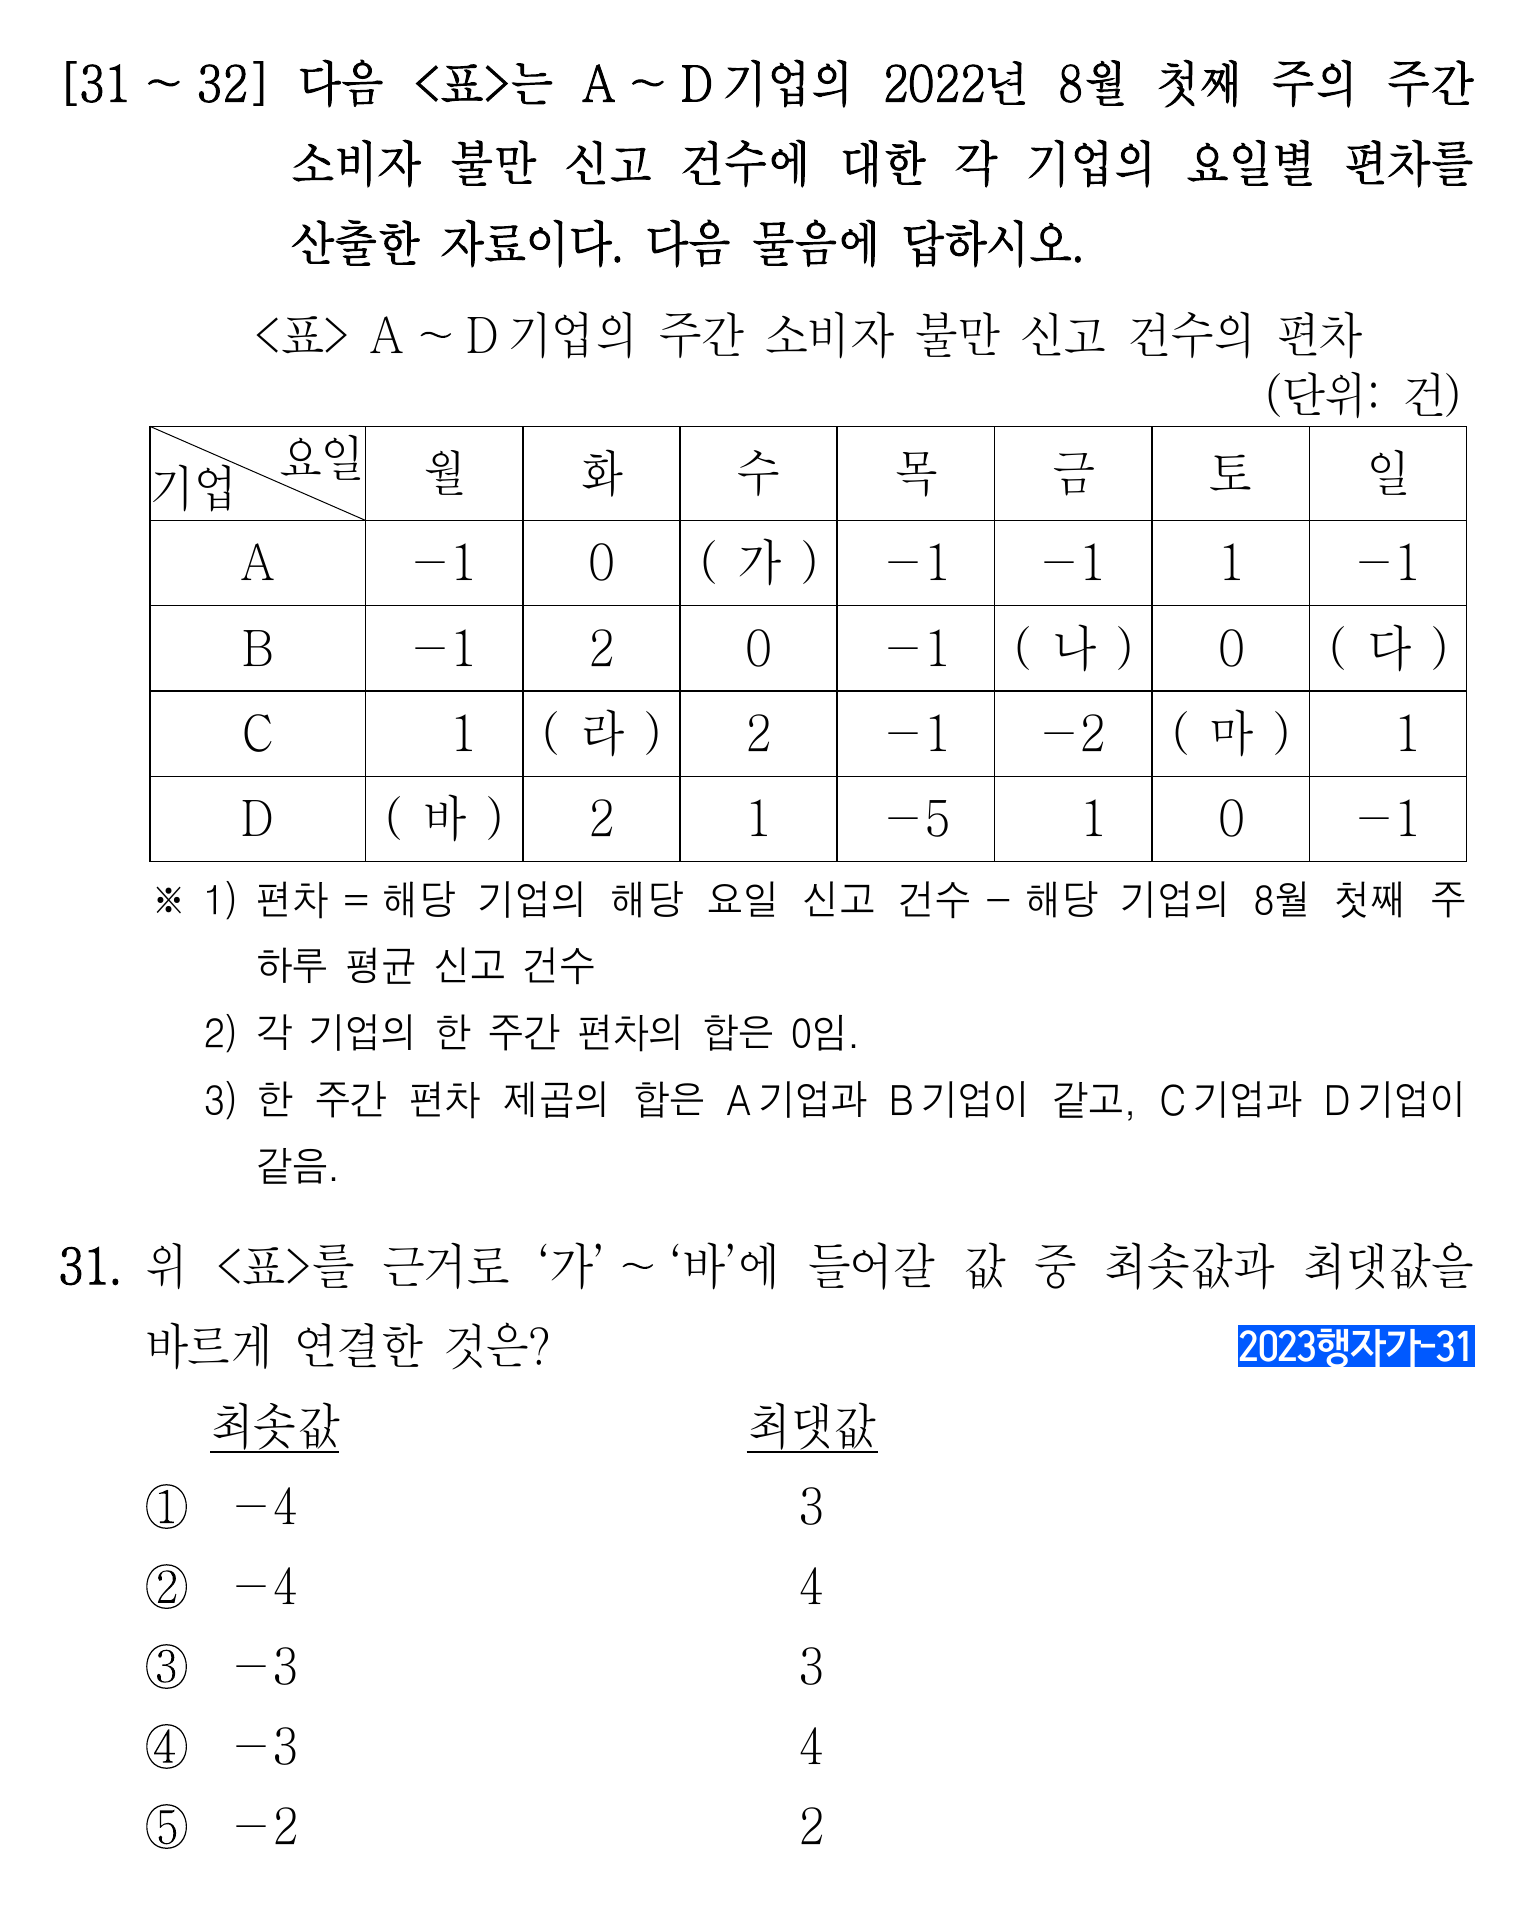 [31 ~ 32] 다음 <표>는 A ~ D기업의 2022년 8월 첫째 주의 주간
소비자 불만 신고 건수에 대한 각 기업의 요일별 편차를
산출한 자료이다. 다음 물음에 답하시오.
<표> A ~ D기업의 주간 소비자 불만 신고 건수의 편차
(단위: 건)
기업 요일 월 화 수 목 금 토 일
A −1 0 ( 가 ) −1 −1 1 −1
B −1 2 0 −1 ( 나 ) 0 ( 다 )
C 1 ( 라 ) 2 −1 −2 ( 마 ) 1
D ( 바 ) 2 1 −5 1 0 −1
※ 1) 편차 = 해당 기업의 해당 요일 신고 건수 − 해당 기업의 8월 첫째 주
하루 평균 신고 건수
2) 각 기업의 한 주간 편차의 합은 0임.
3) 한 주간 편차 제곱의 합은 A기업과 B기업이 같고, C기업과 D기업이
같음.
31. 위 <표>를 근거로 ‘가’ ~ ‘바’에 들어갈 값 중 최솟값과 최댓값을
바르게 연결한 것은? 2023행자가-31
최솟값 최댓값
① −4 3
② −4 4
③ −3 3
④ −3 4
⑤ −2 2